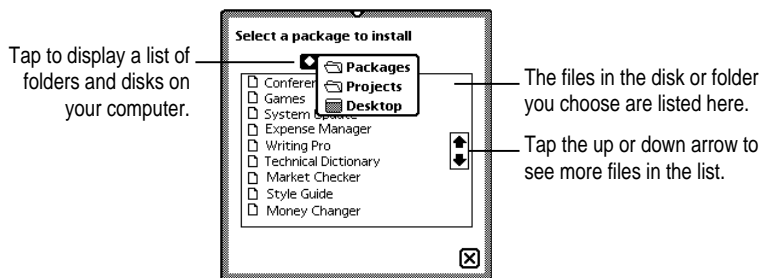 Select a package to install
Tap to display a list of
folders and disks on
your computer.
Packages
Projects
Desktop
Games
System Update
Expense Manager
Writing Pro
Technical Dictionary
Market Checker
Style Guide
Money Changer
The files in the disk or folder
you choose are listed here.
Tap the up or down arrow to
see more files in the list.